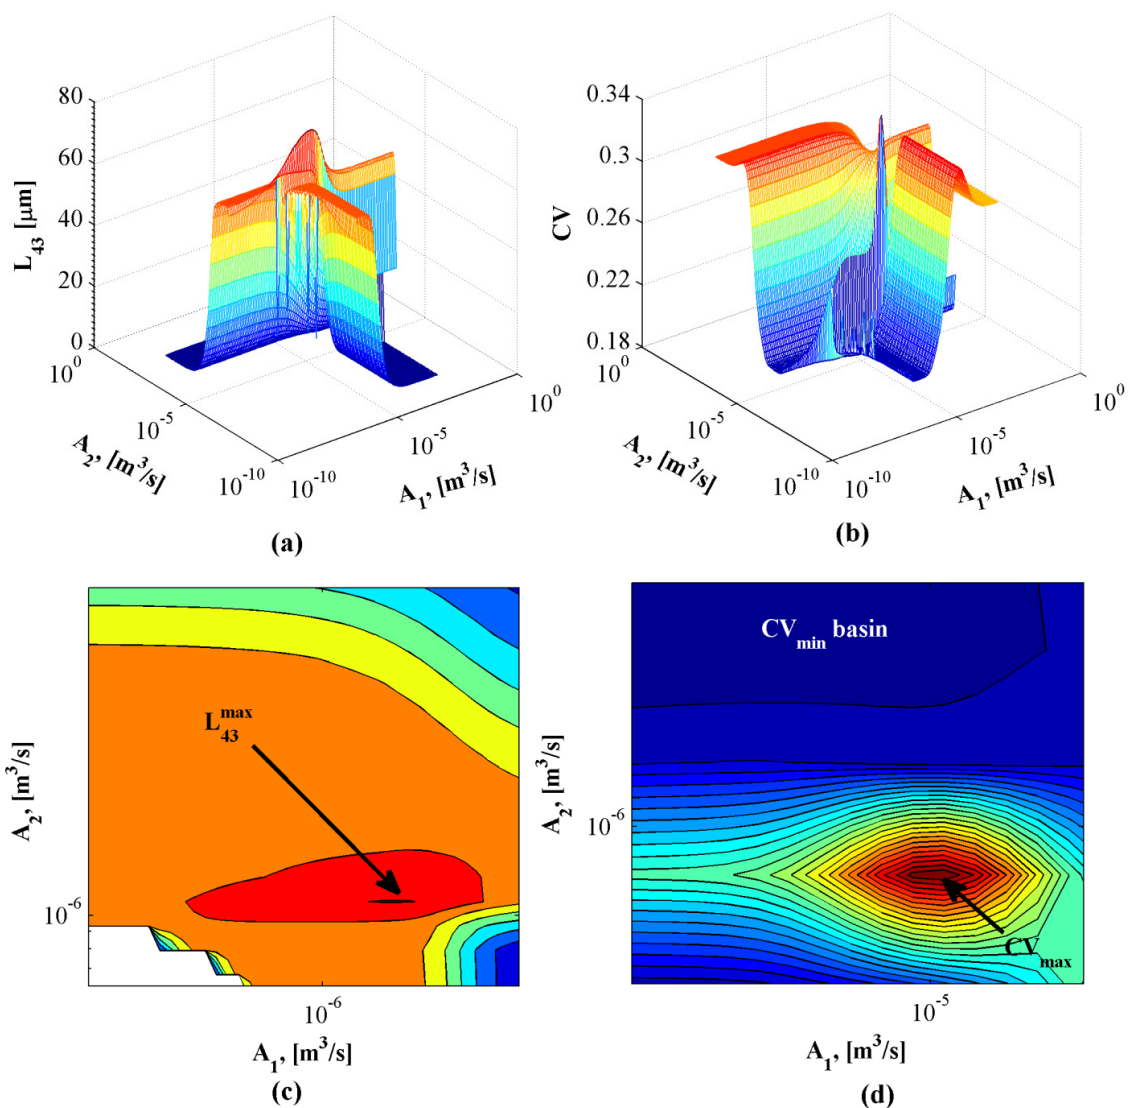 80
60
40
20
0
L43 [μm]
10^0
10^-5
10^-10
A2, [m^3/s]
10^-10
10^-5
10^0
A1, [m^3/s]
(a)
0.34
0.3
0.26
0.22
0.18
CV
10^0
10^-5
10^-10
A2, [m^3/s]
10^-10
10^-5
10^0
A1, [m^3/s]
(b)
L43^max
A2, [m^3/s]
10^-6
10^-6
A1, [m^3/s]
(c)
CVmin basin
A2, [m^3/s]
10^-6
CVmax
10^-5
A1, [m^3/s]
(d)